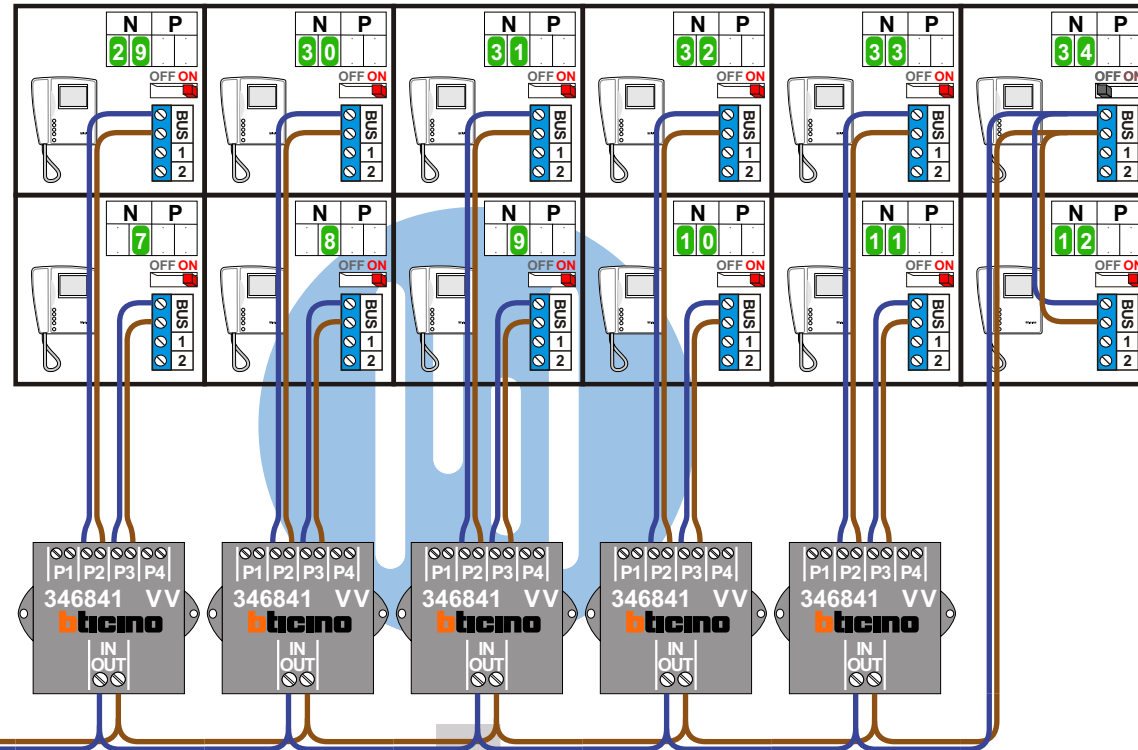 N P N P N P N P N P N P
29 30 31 32 33 34
OFF ON OFF ON OFF ON OFF ON OFF ON OFF ON
BUS BUS BUS BUS BUS BUS
1 1 1 1 1 1
2 2 2 2 2 2
N P N P N P N P N P N P
7 8 9 10 11 12
OFF ON OFF ON OFF ON OFF ON OFF ON OFF ON
BUS BUS BUS BUS BUS BUS
1 1 1 1 1 1
2 2 2 2 2 2
P1 P2 P3 P4 P1 P2 P3 P4 P1 P2 P3 P4 P1 P2 P3 P4 P1 P2 P3 P4
346841 VV 346841 VV 346841 VV 346841 VV 346841 VV
bticino bticino bticino bticino bticino
IN IN IN IN IN
OUT OUT OUT OUT OUT